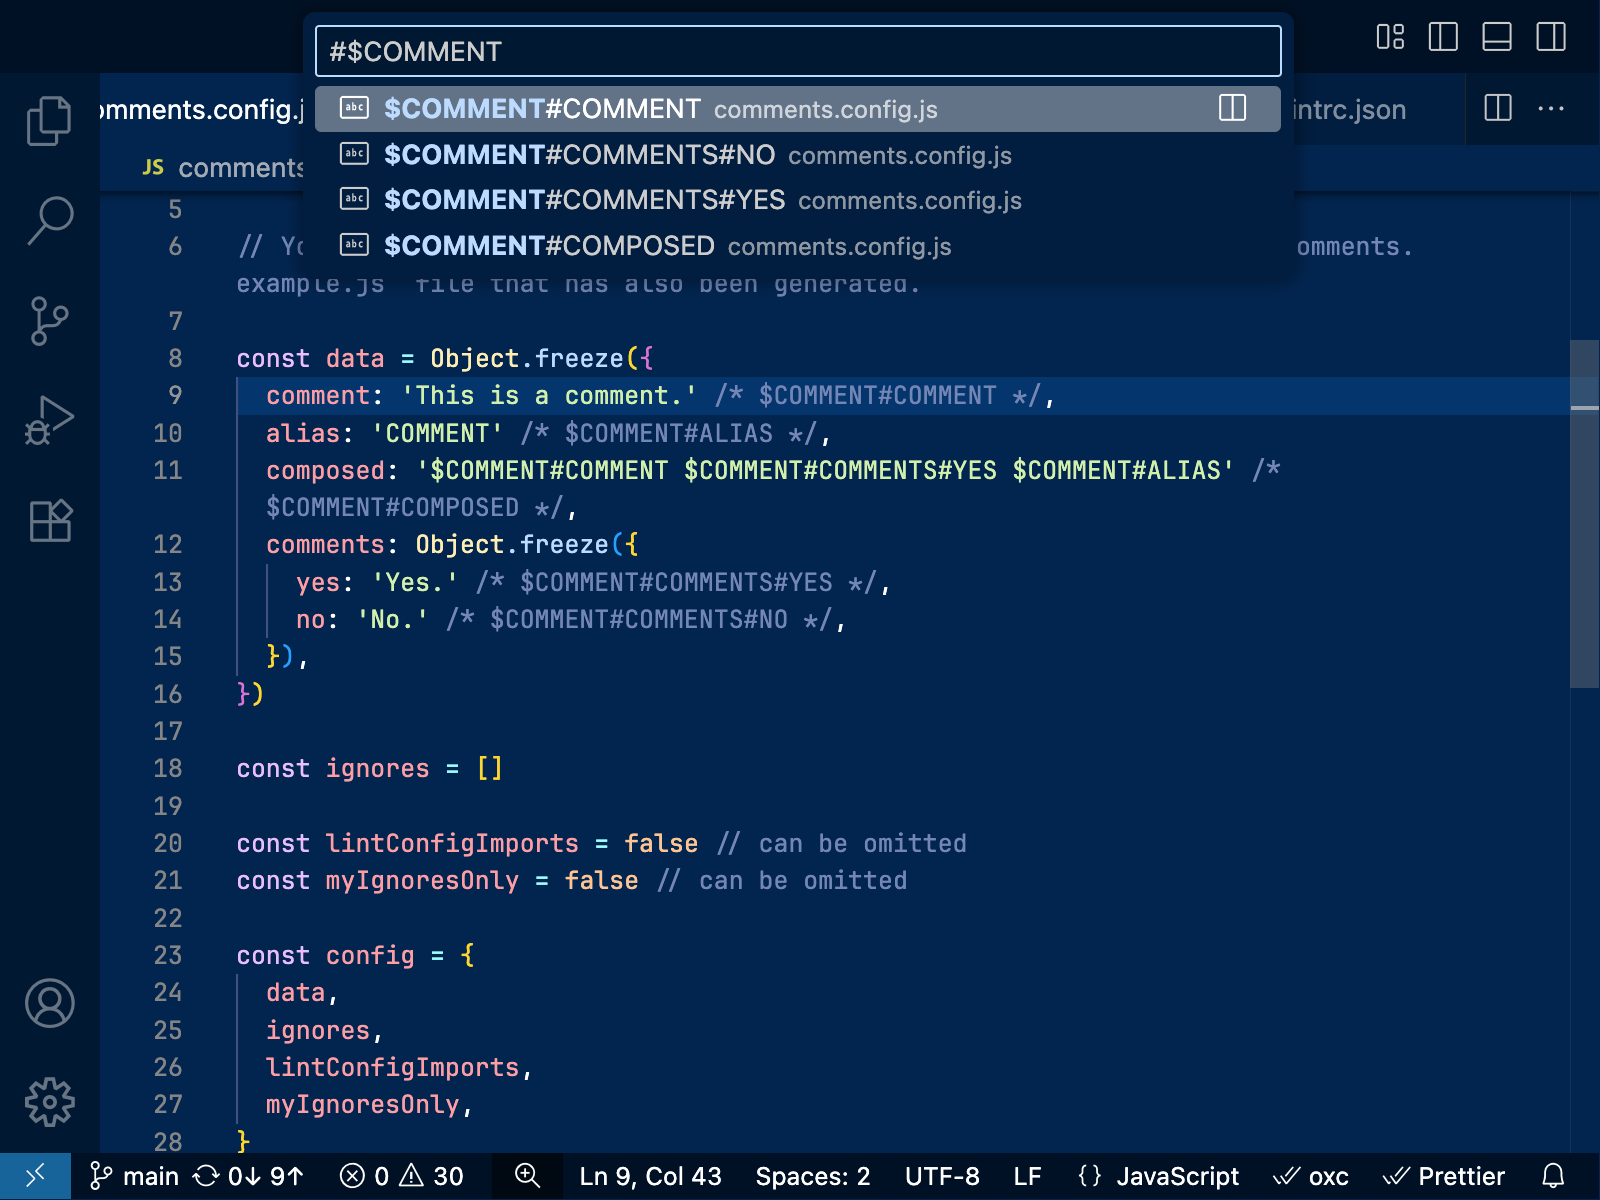 #$COMMENT
$COMMENT#COMMENT comments.config.js
$COMMENT#COMMENTS#NO comments.config.js
$COMMENT#COMMENTS#YES comments.config.js
$COMMENT#COMPOSED comments.config.js
omments.config.j
intrc.json
JS comments
5
6 // Yo omments.
example.js file that has also been generated.
7
8 const data = Object.freeze({
9 comment: 'This is a comment.' /* $COMMENT#COMMENT */,
10 alias: 'COMMENT' /* $COMMENT#ALIAS */,
11 composed: '$COMMENT#COMMENT $COMMENT#COMMENTS#YES $COMMENT#ALIAS' /*
$COMMENT#COMPOSED */,
12 comments: Object.freeze({
13 yes: 'Yes.' /* $COMMENT#COMMENTS#YES */,
14 no: 'No.' /* $COMMENT#COMMENTS#NO */,
15 }),
16 })
17
18 const ignores = []
19
20 const lintConfigImports = false // can be omitted
21 const myIgnoresOnly = false // can be omitted
22
23 const config = {
24 data,
25 ignores,
26 lintConfigImports,
27 myIgnoresOnly,
28 }
main 0↓ 9↑ 0 30 Ln 9, Col 43 Spaces: 2 UTF-8 LF {} JavaScript oxc Prettier